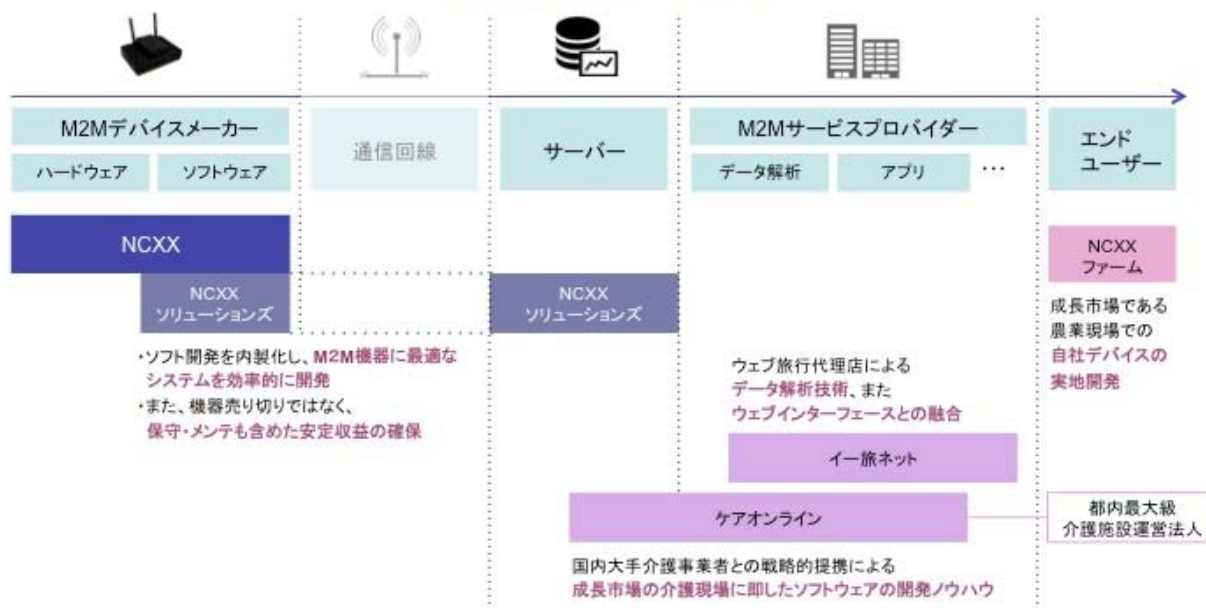 M2Mデバイスメーカー
ハードウェア
ソフトウェア
通信回線
サーバー
M2Mサービスプロバイダー
データ解析
アプリ
…
エンド
ユーザー
NCXX
NCXX
ソリューションズ
NCXX
ソリューションズ
NCXX
ファーム
・ソフト開発を内製化し、M2M機器に最適な
システムを効率的に開発
・また、機器売り切りではなく、
保守・メンテも含めた安定収益の確保
ウェブ旅行代理店による
データ解析技術、また
ウェブインターフェースとの融合
成長市場である
農業現場での
自社デバイスの
実地開発
イー旅ネット
ケアオンライン
都内最大級
介護施設運営法人
国内大手介護事業者との戦略的提携による
成長市場の介護現場に即したソフトウェアの開発ノウハウ